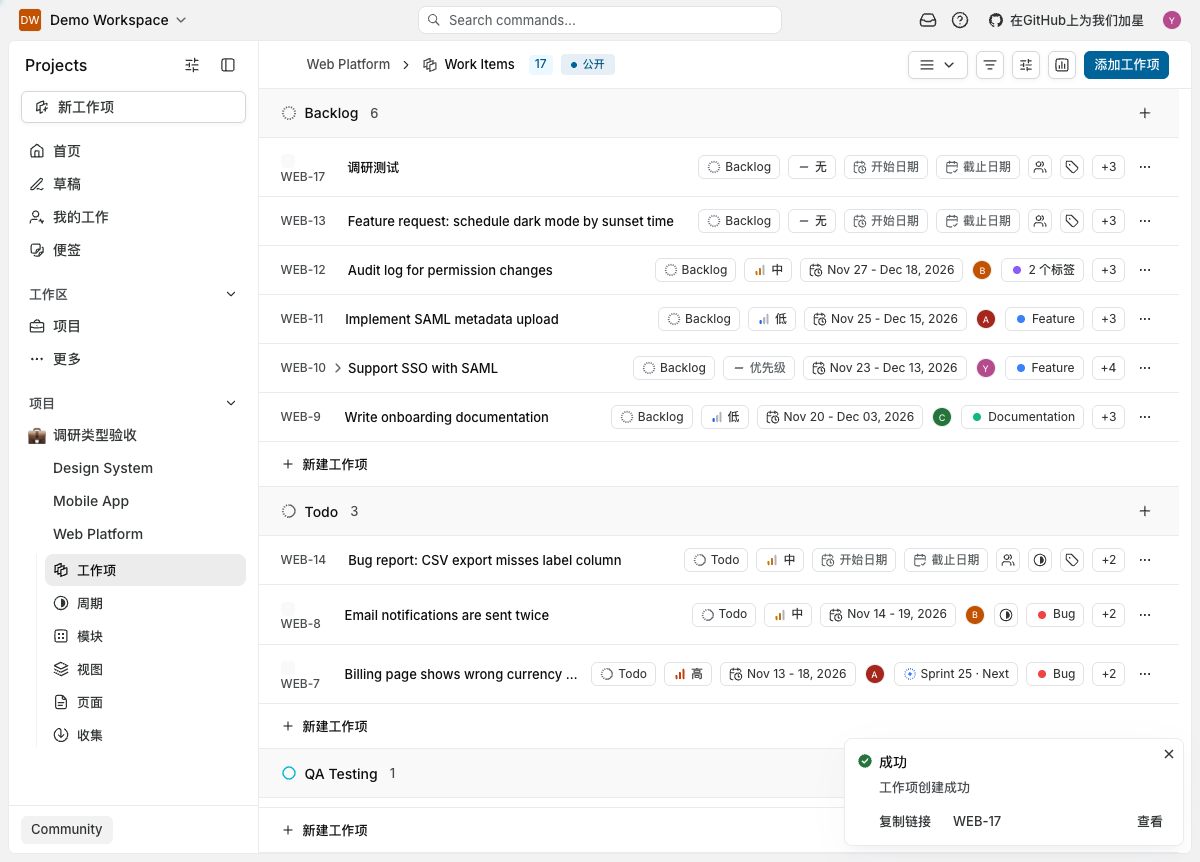 DW Demo Workspace
Search commands...
在GitHub上为我们加星
Y
Projects
新工作项
首页
草稿
我的工作
便签
工作区
项目
更多
项目
调研类型验收
Design System
Mobile App
Web Platform
工作项
周期
模块
视图
页面
收集
Community
Web Platform
Work Items 17 公开
添加工作项
Backlog 6
WEB-17 调研测试 Backlog 无 开始日期 截止日期 +3
WEB-13 Feature request: schedule dark mode by sunset time Backlog 无 开始日期 截止日期 +3
WEB-12 Audit log for permission changes Backlog 中 Nov 27 - Dec 18, 2026 B 2 个标签 +3
WEB-11 Implement SAML metadata upload Backlog 低 Nov 25 - Dec 15, 2026 A Feature +3
WEB-10 Support SSO with SAML Backlog 优先级 Nov 23 - Dec 13, 2026 Y Feature +4
WEB-9 Write onboarding documentation Backlog 低 Nov 20 - Dec 03, 2026 C Documentation +3
新建工作项
Todo 3
WEB-14 Bug report: CSV export misses label column Todo 中 开始日期 截止日期 +2
WEB-8 Email notifications are sent twice Todo 中 Nov 14 - 19, 2026 B Bug +2
WEB-7 Billing page shows wrong currency ... Todo 高 Nov 13 - 18, 2026 A Sprint 25 · Next Bug +2
新建工作项
QA Testing 1
新建工作项
成功
工作项创建成功
复制链接 WEB-17 查看